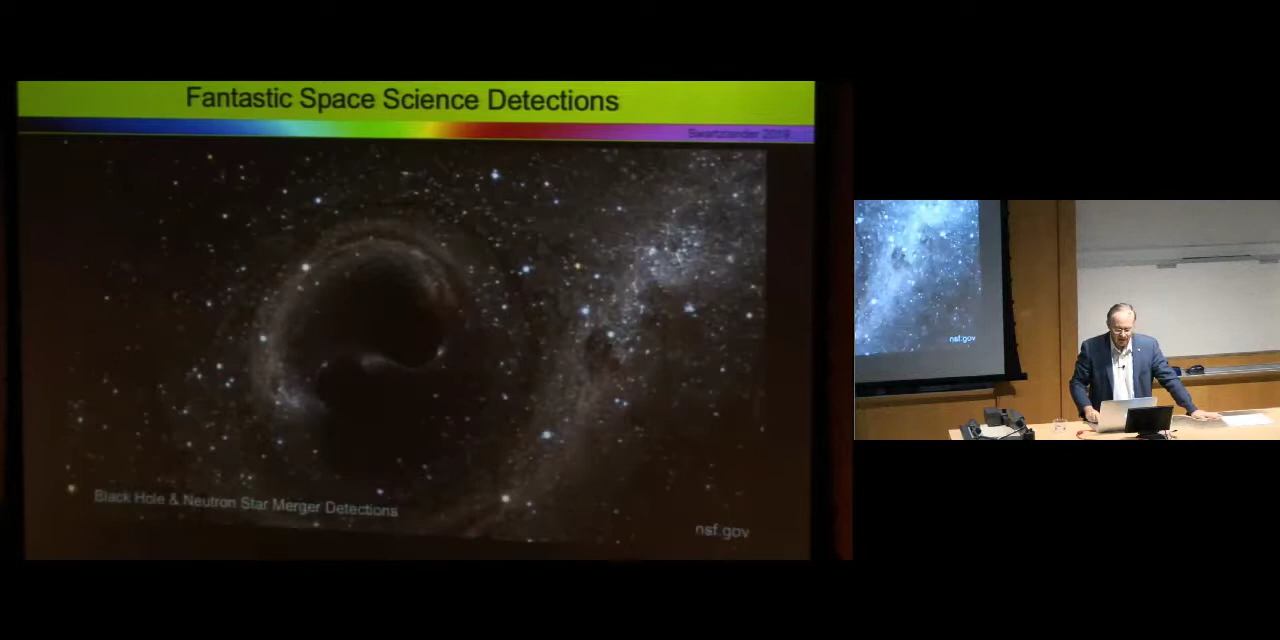 Fantastic Space Science Detections
Swartzlander 2019
Black Hole & Neutron Star Merger Detections
nsf.gov
nsf.gov